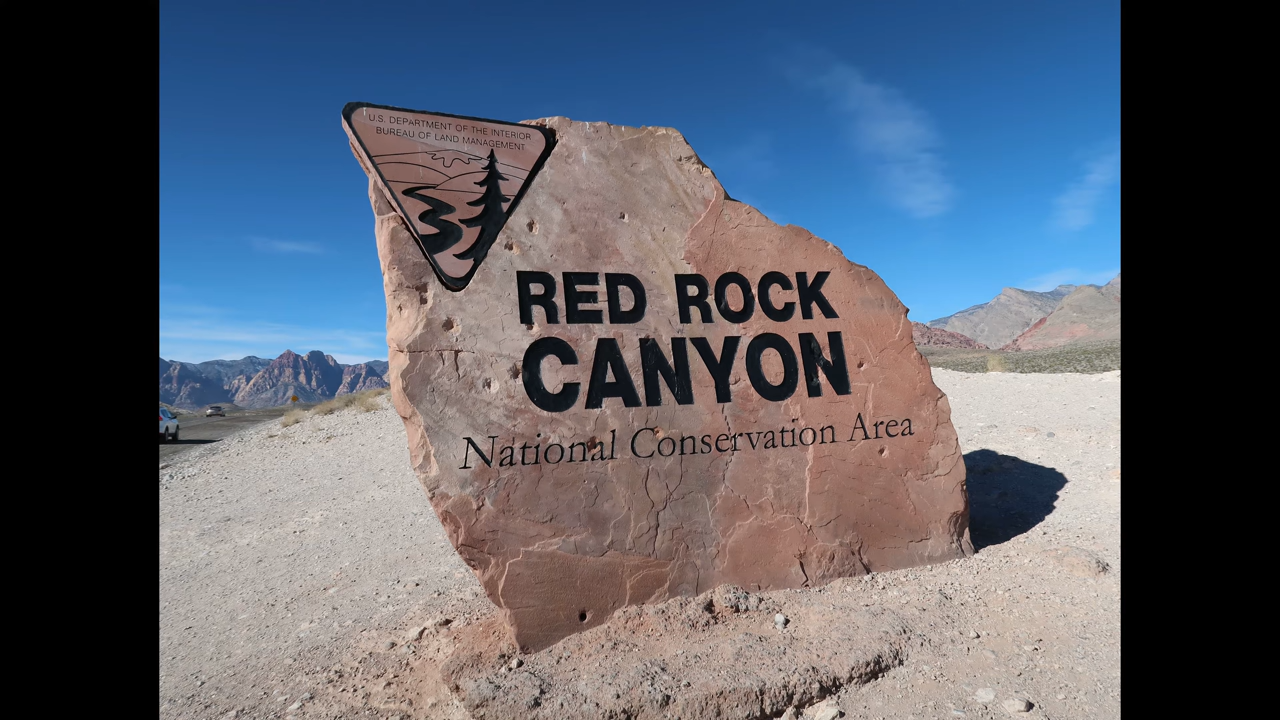 U.S. DEPARTMENT OF THE INTERIOR
BUREAU OF LAND MANAGEMENT
RED ROCK
CANYON
National Conservation Area